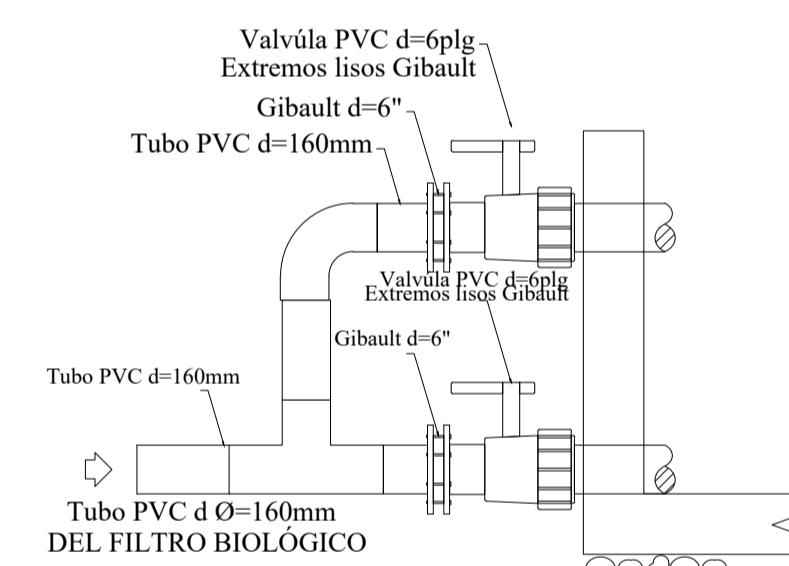 Valvúla PVC d=6plg
Extremos lisos Gibault
Gibault d=6"
Tubo PVC d=160mm
Valvúla PVC d=6plg
Extremos lisos Gibault
Gibault d=6"
Tubo PVC d=160mm
Tubo PVC d Ø=160mm
DEL FILTRO BIOLÓGICO